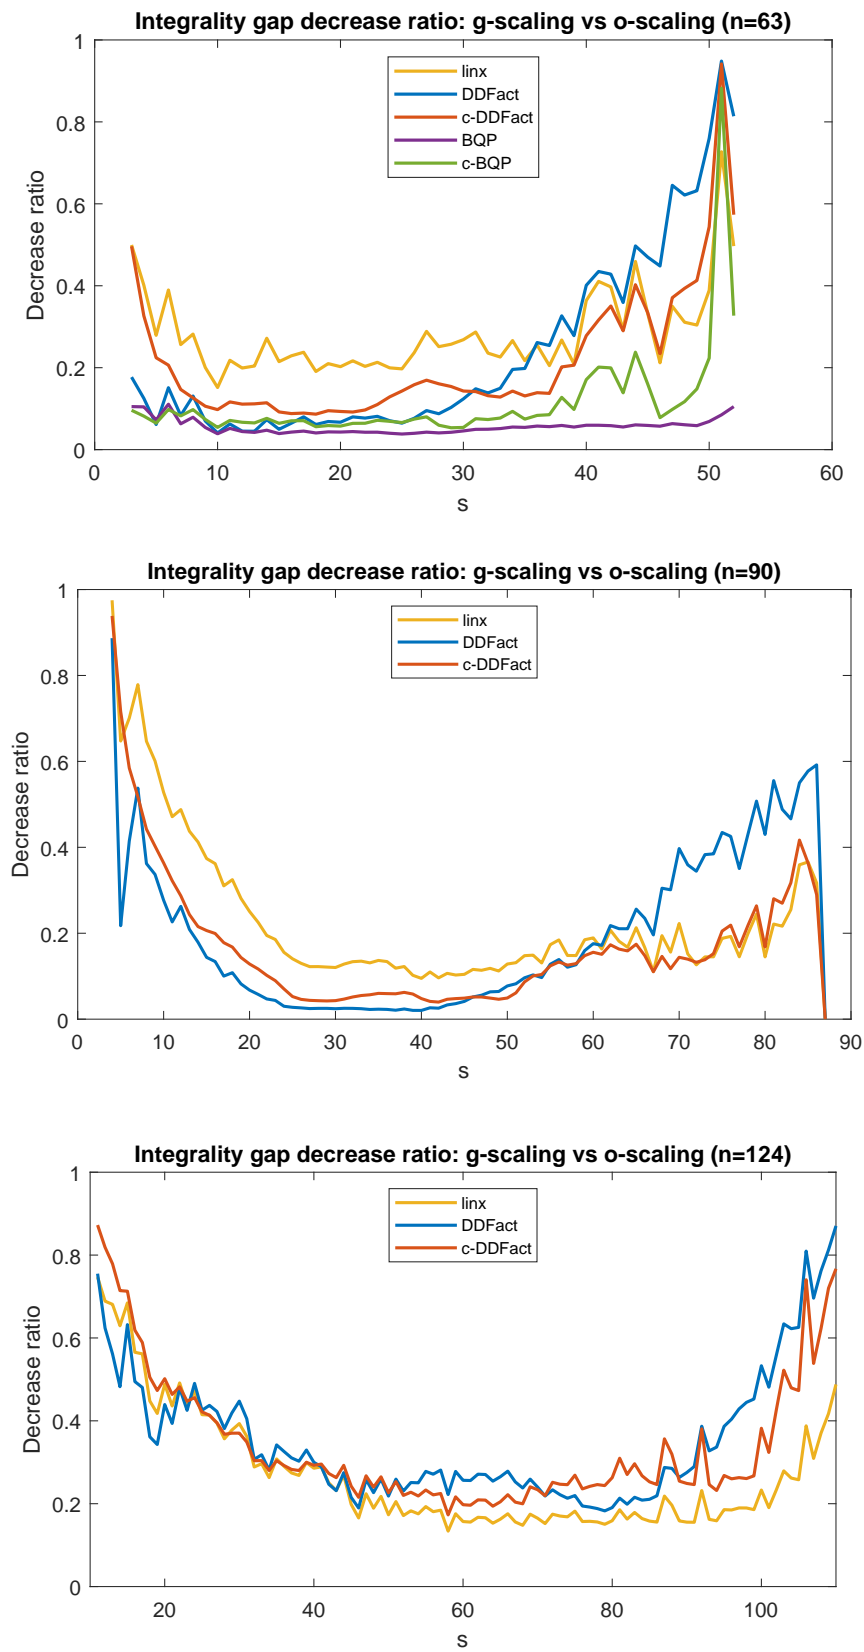 Integrality gap decrease ratio: g-scaling vs o-scaling (n=63)
1
0.8
0.6
0.4
0.2
0
Decrease ratio
linx
DDFact
c-DDFact
BQP
c-BQP
0 10 20 30 40 50 60
s
Integrality gap decrease ratio: g-scaling vs o-scaling (n=90)
1
0.8
0.6
0.4
0.2
0
Decrease ratio
linx
DDFact
c-DDFact
0 10 20 30 40 50 60 70 80 90
s
Integrality gap decrease ratio: g-scaling vs o-scaling (n=124)
1
0.8
0.6
0.4
0.2
0
Decrease ratio
linx
DDFact
c-DDFact
20 40 60 80 100
s